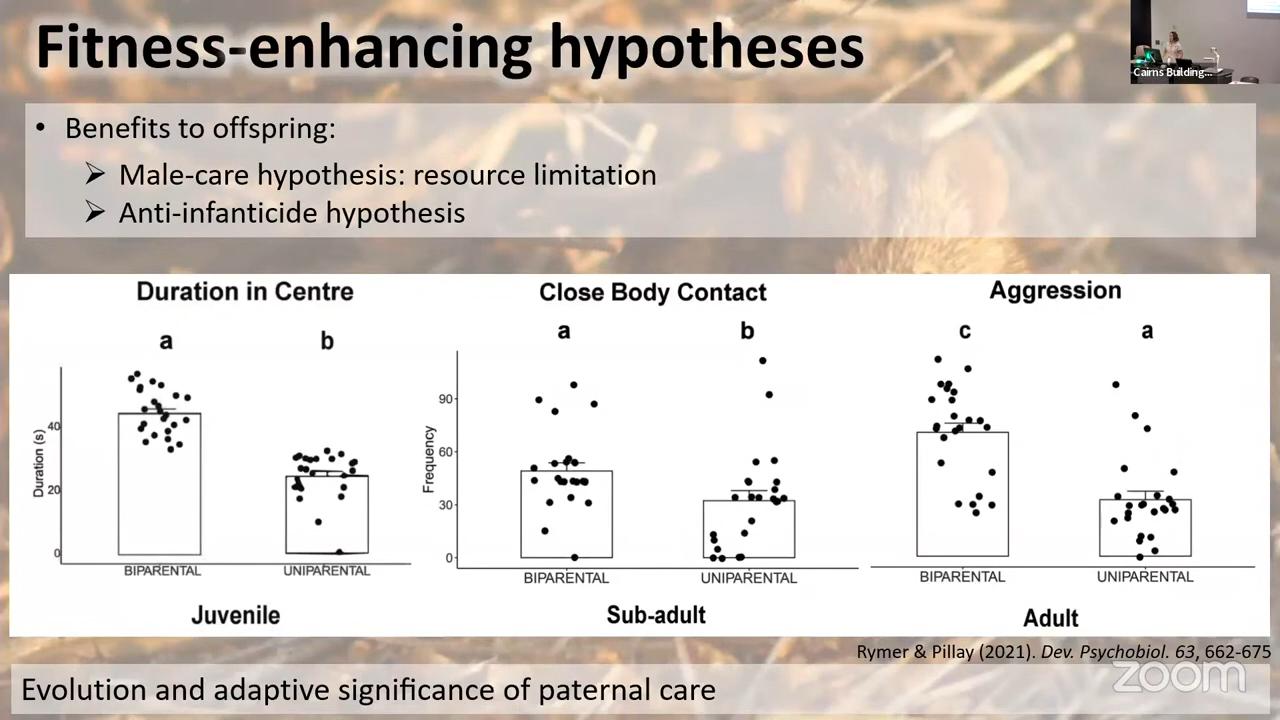 Fitness-enhancing hypotheses
Cairns Building...
• Benefits to offspring:
➢ Male-care hypothesis: resource limitation
➢ Anti-infanticide hypothesis
Duration in Centre
a b
Duration (s)
40
20
0
BIPARENTAL UNIPARENTAL
Juvenile
Close Body Contact
a b
Frequency
90
60
30
0
BIPARENTAL UNIPARENTAL
Sub-adult
Aggression
c a
BIPARENTAL UNIPARENTAL
Adult
Rymer & Pillay (2021). Dev. Psychobiol. 63, 662-675
zoom
Evolution and adaptive significance of paternal care